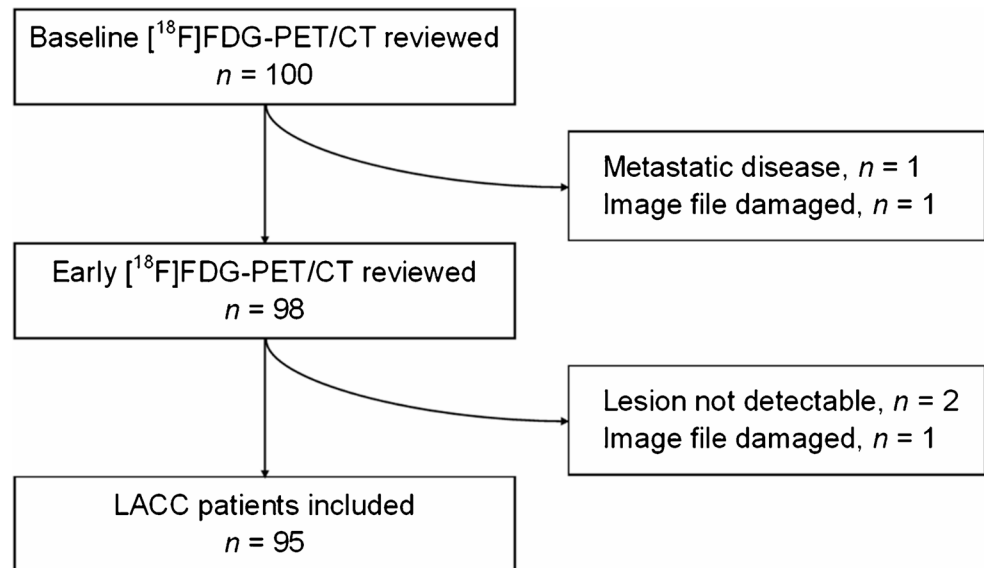 Baseline [¹⁸F]FDG-PET/CT reviewed
n = 100
Metastatic disease, n = 1
Image file damaged, n = 1
Early [¹⁸F]FDG-PET/CT reviewed
n = 98
Lesion not detectable, n = 2
Image file damaged, n = 1
LACC patients included
n = 95